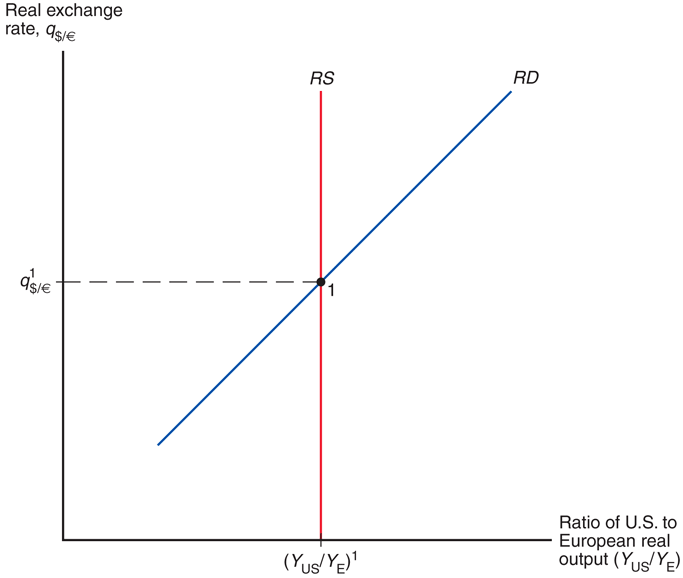 Real exchange
rate, q$/€
RS
RD
q1$/€
1
(YUS/YE)1
Ratio of U.S. to
European real
output (YUS/YE)